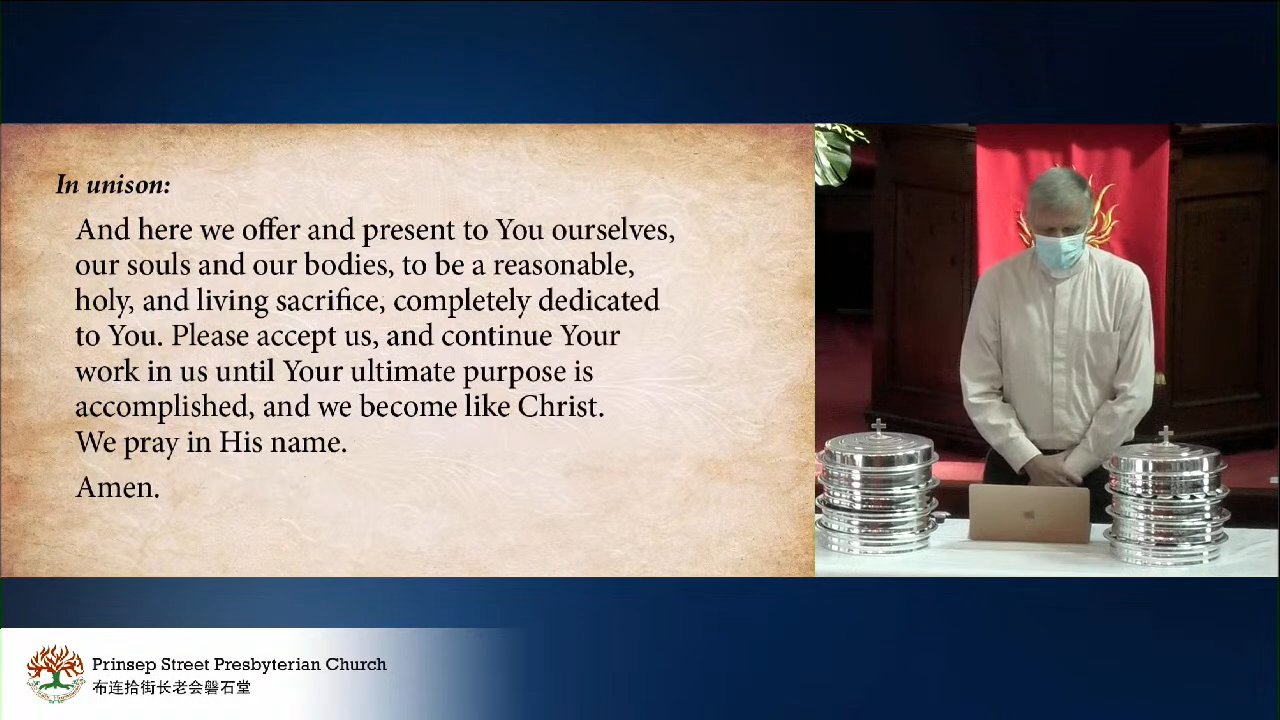 In unison:
And here we offer and present to You ourselves,
our souls and our bodies, to be a reasonable,
holy, and living sacrifice, completely dedicated
to You. Please accept us, and continue Your
work in us until Your ultimate purpose is
accomplished, and we become like Christ.
We pray in His name.
Amen.
Prinsep Street Presbyterian Church
布连拾街长老会磐石堂